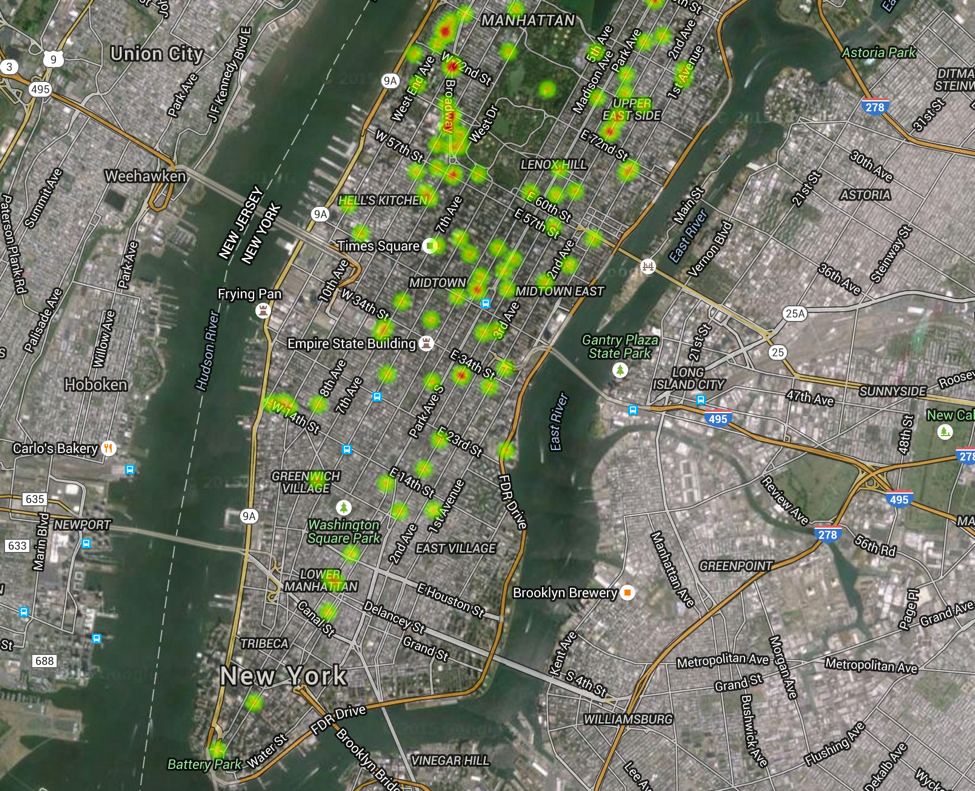 MANHATTAN
Union City
9
3
495
JF Kennedy Blvd E
Park Ave
9A
West End Ave
W 72nd St
Broadway
West Dr
5th Ave
Madison Ave
Park Ave
2nd Ave
1st Avenue
UPPER
EAST SIDE
E 72nd St
Astoria Park
278
31st St
30th Ave
ASTORIA
21st St
Steinway St
36th Ave
Weehawken
Summit Ave
Paterson Plank Rd
Palisade Ave
Park Ave
Willow Ave
NEW JERSEY
NEW YORK
9A
W 57th St
HELL'S KITCHEN
LENOX HILL
E 60th St
E 57th St
7th Ave
Times Square
2nd Ave
Main St
East River
Vernon Blvd
MIDTOWN
MIDTOWN EAST
3rd Ave
10th Ave
W 34th St
Frying Pan
Hudson River
Empire State Building
E 34th St
Gantry Plaza
State Park
21st St
25A
25
LONG
ISLAND CITY
SUNNYSIDE
47th Ave
48th St
495
New Cal
278
Hoboken
8th Ave
7th Ave
Park Ave S
W 14th St
E 23rd St
East River
Carlo's Bakery
635
NEWPORT
633
Marin Blvd
GREENWICH
VILLAGE
E 14th St
1st Avenue
2nd Ave
FDR Drive
9A
Washington
Square Park
EAST VILLAGE
Review Ave
495
278
56th Rd
Manhattan Ave
GREENPOINT
Page Pl
Grand Ave
LOWER
MANHATTAN
Canal St
E Houston St
Delancey St
Grand St
Brooklyn Brewery
Kent Ave
S 4th St
Metropolitan Ave
Metropolitan Ave
Morgan Ave
Grand St
Bushwick Ave
TRIBECA
688
New York
WILLIAMSBURG
Flushing Ave
Dekalb Ave
FDR Drive
Water St
Battery Park
VINEGAR HILL